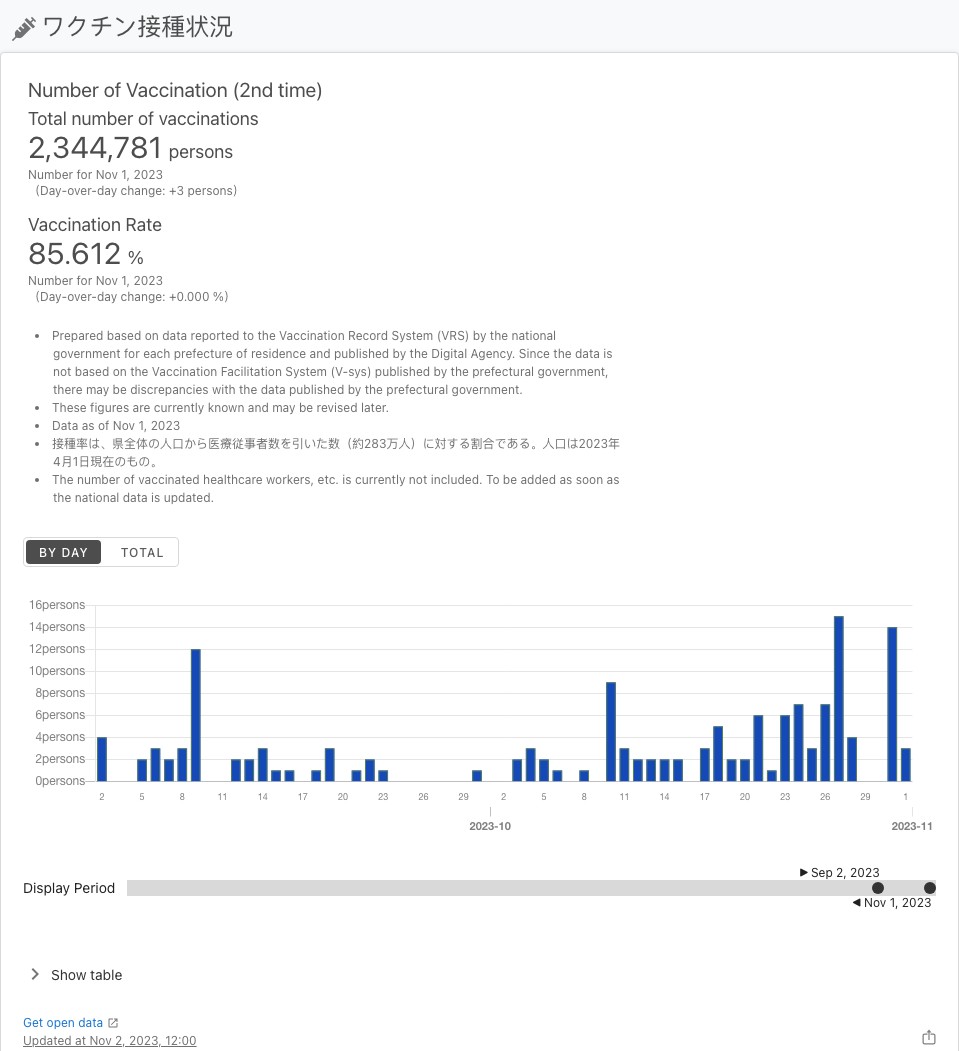 ワクチン接種状況
Number of Vaccination (2nd time)
Total number of vaccinations
2,344,781 persons
Number for Nov 1, 2023
(Day-over-day change: +3 persons)
Vaccination Rate
85.612 %
Number for Nov 1, 2023
(Day-over-day change: +0.000 %)
• Prepared based on data reported to the Vaccination Record System (VRS) by the national
government for each prefecture of residence and published by the Digital Agency. Since the data is
not based on the Vaccination Facilitation System (V-sys) published by the prefectural government,
there may be discrepancies with the data published by the prefectural government.
• These figures are currently known and may be revised later.
• Data as of Nov 1, 2023
• 接種率は、県全体の人口から医療従事者数を引いた数（約283万人）に対する割合である。人口は2023年
4月1日現在のもの。
• The number of vaccinated healthcare workers, etc. is currently not included. To be added as soon as
the national data is updated.
BY DAY TOTAL
16persons
14persons
12persons
10persons
8persons
6persons
4persons
2persons
0persons
2 5 8 11 14 17 20 23 26 29 2 5 8 11 14 17 20 23 26 29 1
2023-10 2023-11
Sep 2, 2023
Display Period
Nov 1, 2023
Show table
Get open data
Updated at Nov 2, 2023, 12:00